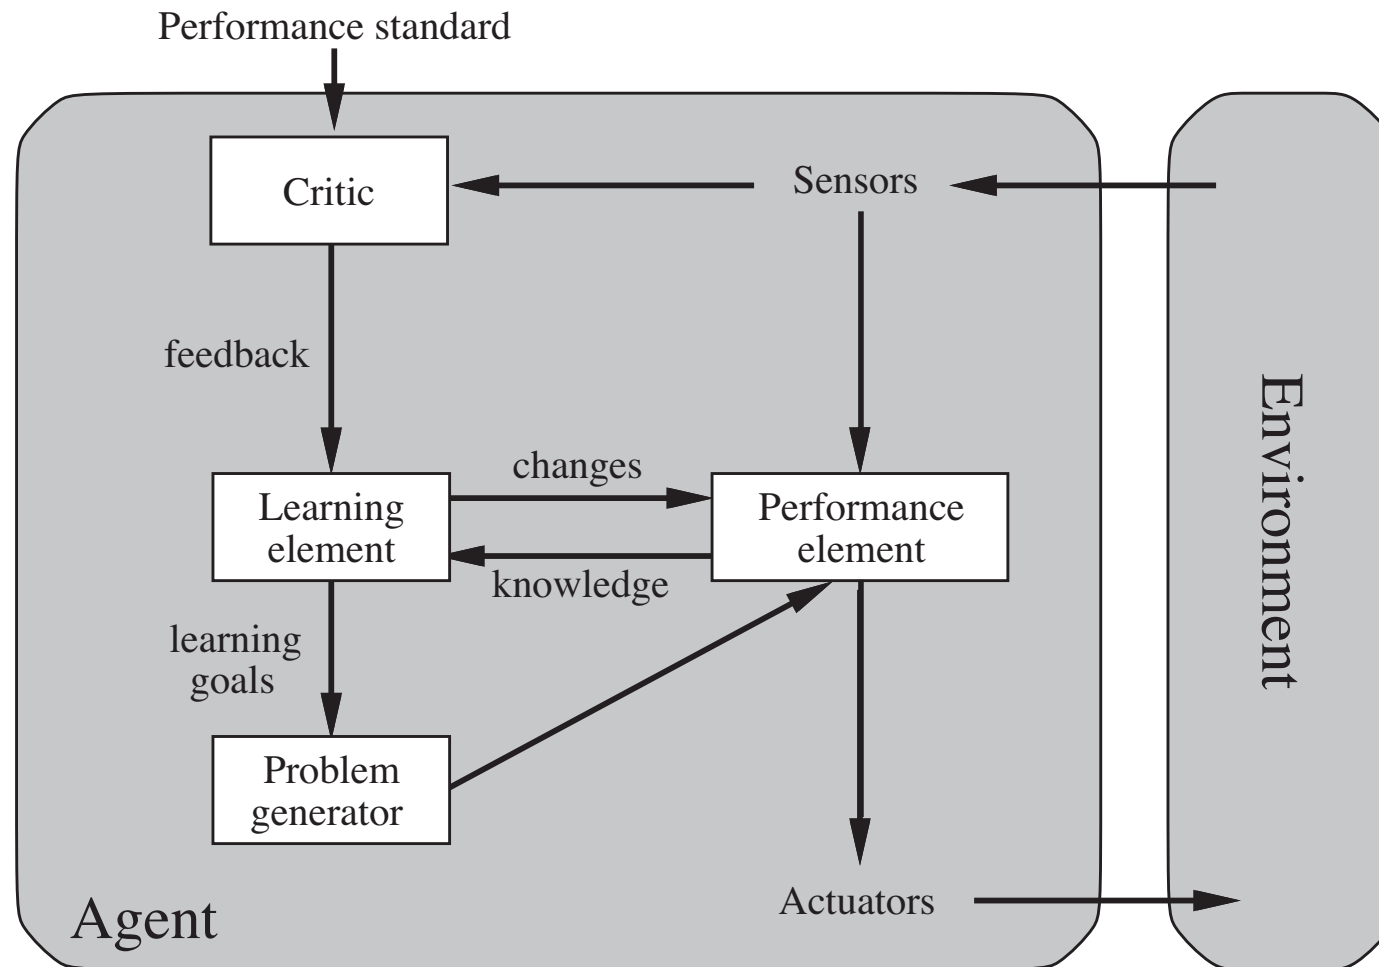 Performance standard
Critic
Sensors
feedback
changes
Learning
element
Performance
element
knowledge
learning
goals
Problem
generator
Agent
Actuators
Environment